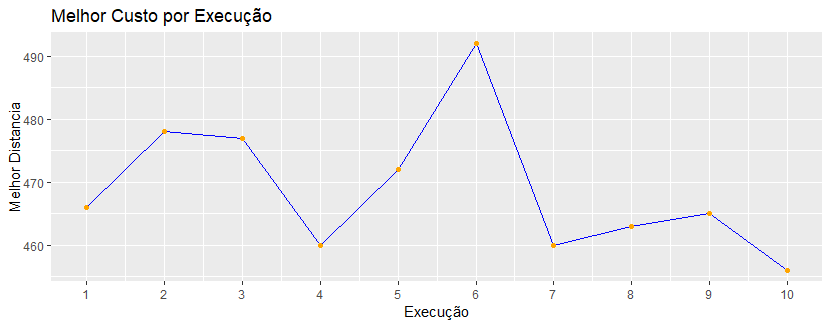 Melhor Custo por Execução
490
480
470
460
Melhor Distancia
1 2 3 4 5 6 7 8 9 10
Execução